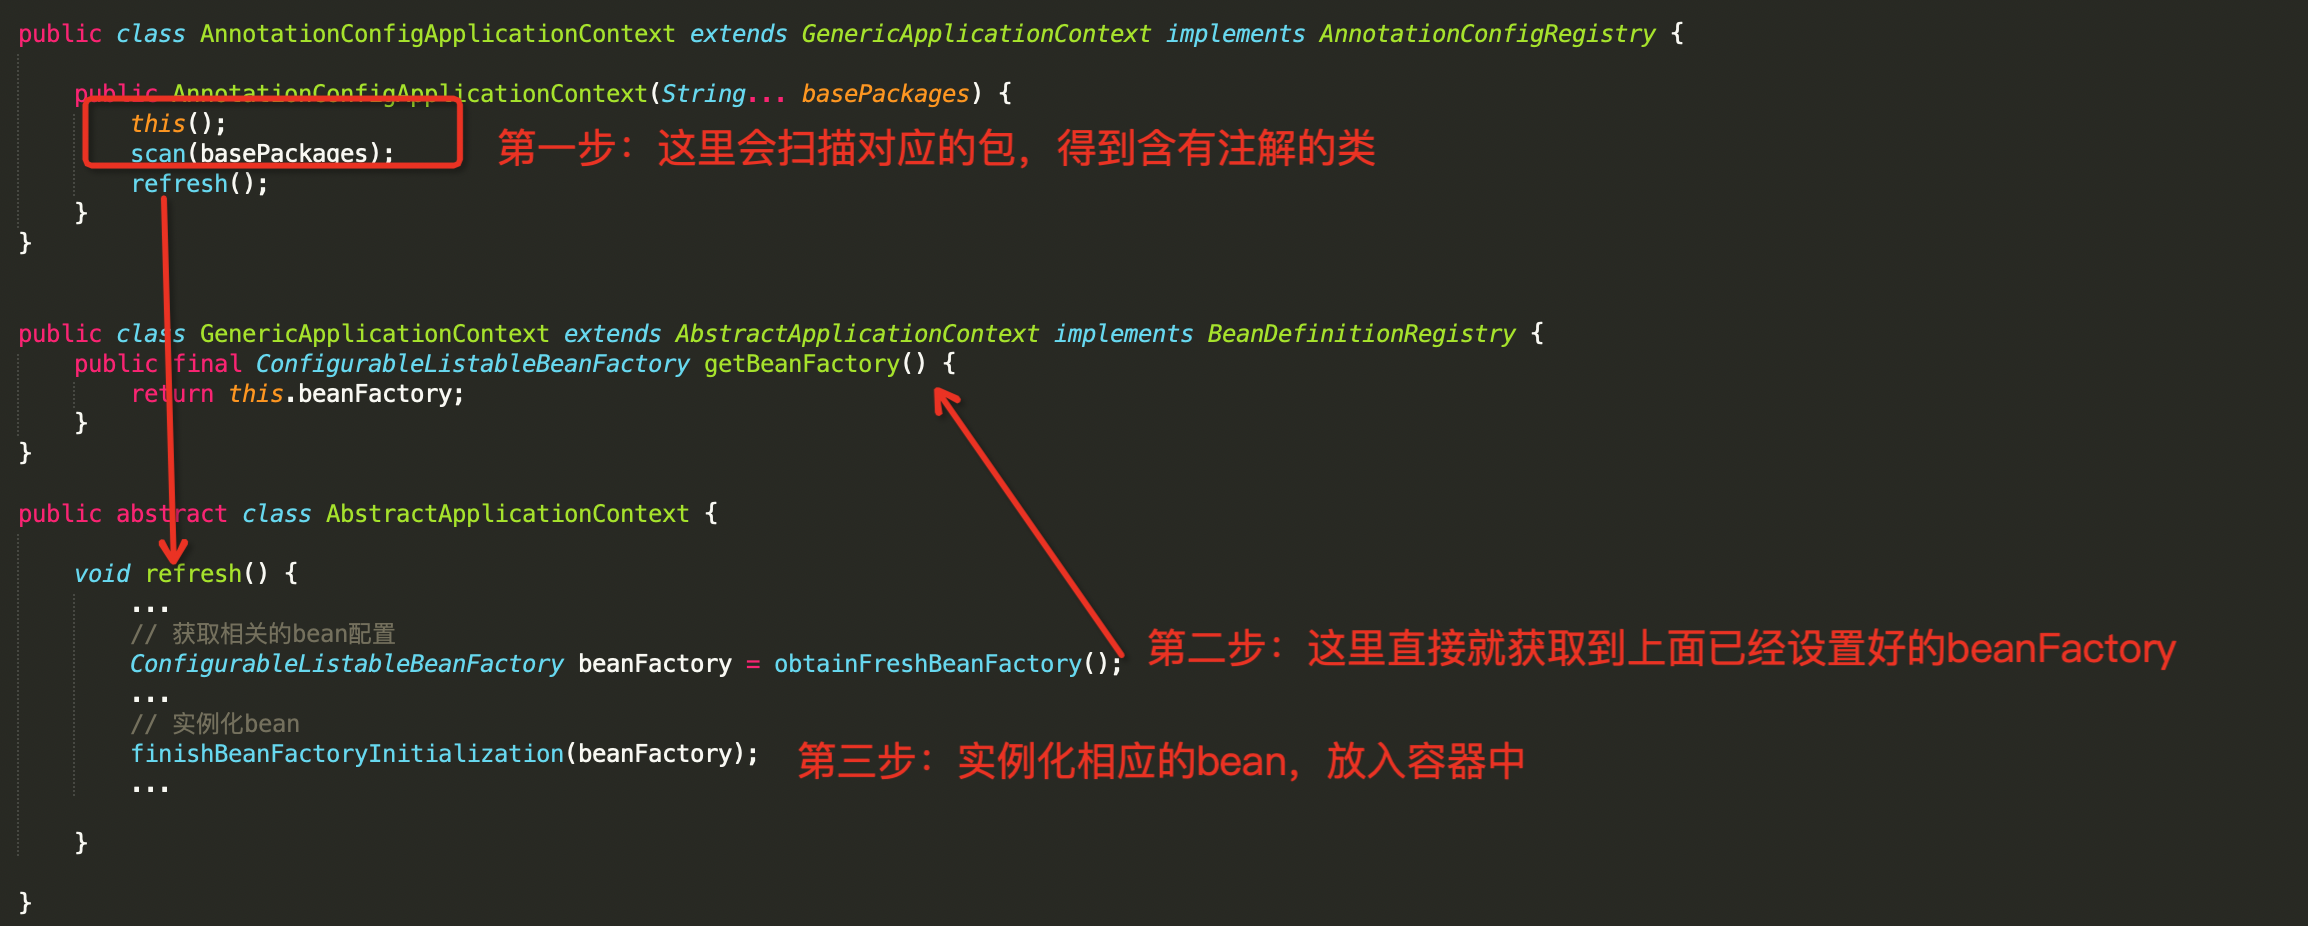 public class AnnotationConfigApplicationContext extends GenericApplicationContext implements AnnotationConfigRegistry {
public AnnotationConfigApplicationContext(String... basePackages) {
this();
scan(basePackages);
第一步：这里会扫描对应的包，得到含有注解的类
refresh();
}
}
public class GenericApplicationContext extends AbstractApplicationContext implements BeanDefinitionRegistry {
public final ConfigurableListableBeanFactory getBeanFactory() {
return this.beanFactory;
}
}
public abstract class AbstractApplicationContext {
void refresh() {
...
// 获取相关的bean配置
ConfigurableListableBeanFactory beanFactory = obtainFreshBeanFactory();
第二步：这里直接就获取到上面已经设置好的beanFactory
...
// 实例化bean
finishBeanFactoryInitialization(beanFactory);
第三步：实例化相应的bean，放入容器中
...
}
}